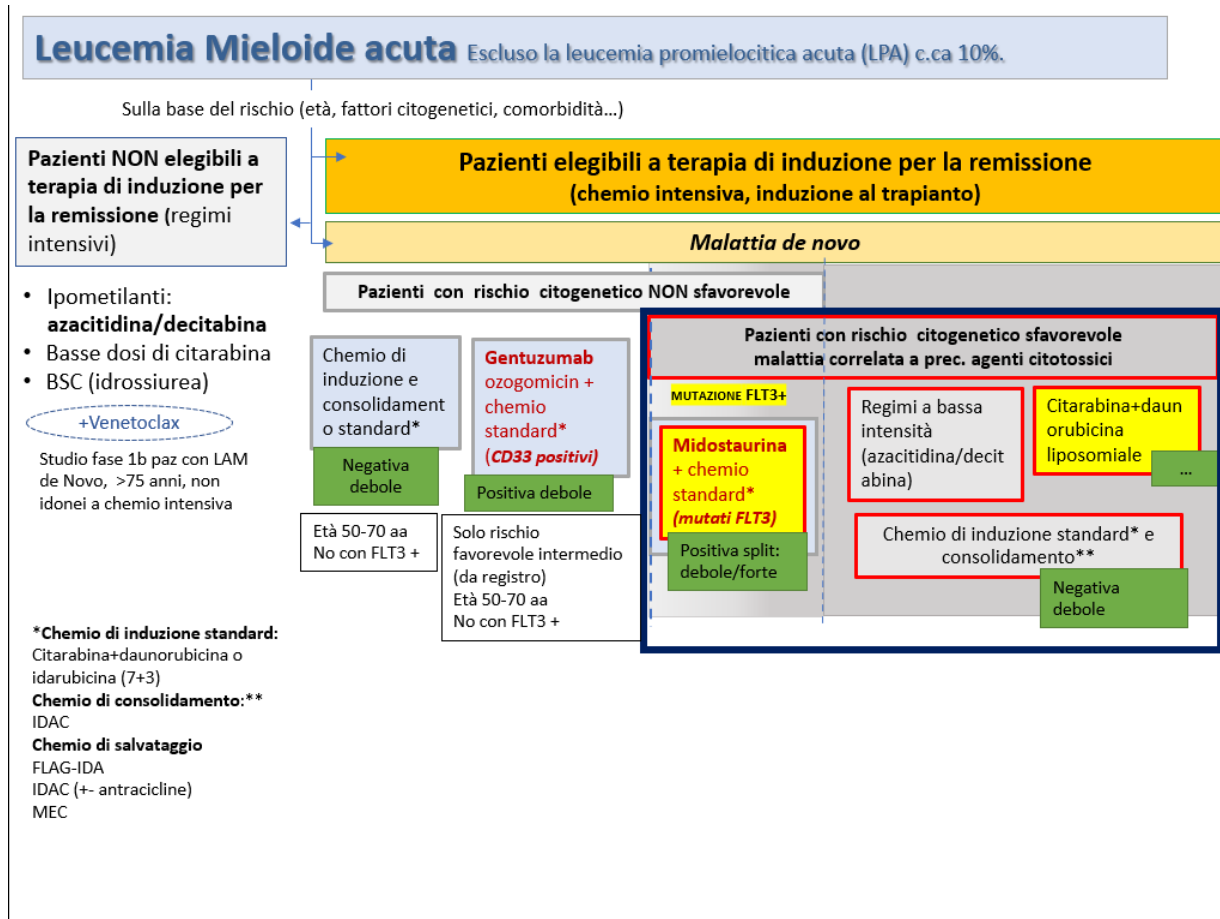 Leucemia Mieloide acuta Escluso la leucemia promielocitica acuta (LPA) c.ca 10%.
Sulla base del rischio (età, fattori citogenetici, comorbidità…)
Pazienti NON elegibili a
terapia di induzione per
la remissione (regimi
intensivi)
Pazienti elegibili a terapia di induzione per la remissione
(chemio intensiva, induzione al trapianto)
Malattia de novo
• Ipometilanti:
azacitidina/decitabina
• Basse dosi di citarabina
• BSC (idrossiurea)
+Venetoclax
Studio fase 1b paz con LAM
de Novo, >75 anni, non
idonei a chemio intensiva
Pazienti con rischio citogenetico NON sfavorevole
Chemio di
induzione e
consolidament
o standard*
Negativa
debole
Età 50-70 aa
No con FLT3 +
Gentuzumab
ozogomicin +
chemio
standard*
(CD33 positivi)
Positiva debole
Solo rischio
favorevole intermedio
(da registro)
Età 50-70 aa
No con FLT3 +
Pazienti con rischio citogenetico sfavorevole
malattia correlata a prec. agenti citotossici
MUTAZIONE FLT3+
Midostaurina
+ chemio
standard*
(mutati FLT3)
Positiva split:
debole/forte
Regimi a bassa
intensità
(azacitidina/decit
abina)
Citarabina+daun
orubicina
liposomiale
…
Chemio di induzione standard* e
consolidamento**
Negativa
debole
*Chemio di induzione standard:
Citarabina+daunorubicina o
idarubicina (7+3)
Chemio di consolidamento:**
IDAC
Chemio di salvataggio
FLAG-IDA
IDAC (+- antracicline)
MEC